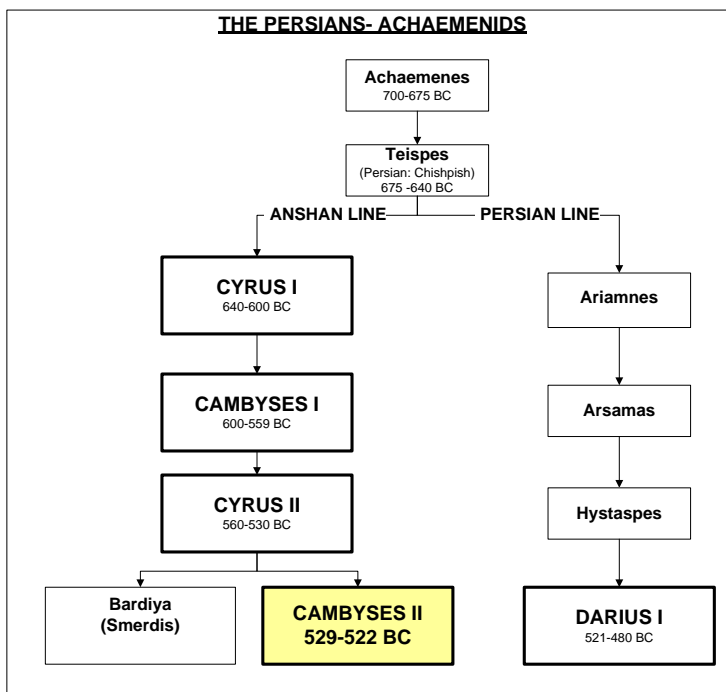 THE PERSIANS- ACHAEMENIDS
Achaemenes
700-675 BC
Teispes
(Persian: Chishpish)
675 -640 BC
ANSHAN LINE
PERSIAN LINE
CYRUS I
640-600 BC
Ariamnes
CAMBYSES I
600-559 BC
Arsamas
CYRUS II
560-530 BC
Hystaspes
Bardiya
(Smerdis)
CAMBYSES II
529-522 BC
DARIUS I
521-480 BC